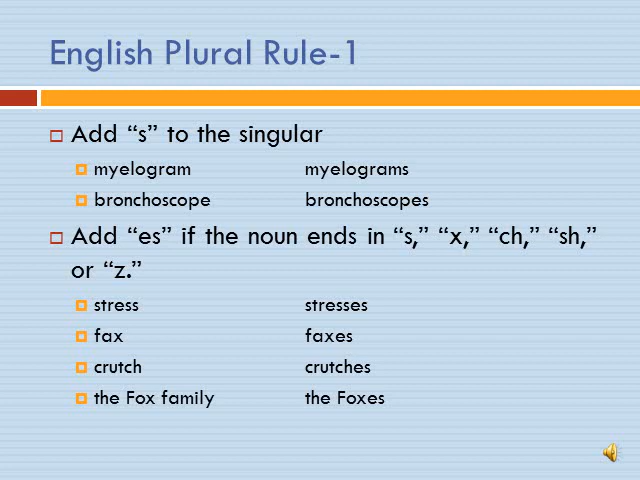 English Plural Rule-1
Add “s” to the singular
myelogram myelograms
bronchoscope bronchoscopes
Add “es” if the noun ends in “s,” “x,” “ch,” “sh,”
or “z.”
stress stresses
fax faxes
crutch crutches
the Fox family the Foxes